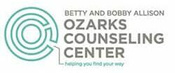 BETTY AND BOBBY ALLISON
OZARKS
COUNSELING
CENTER
helping you find your way